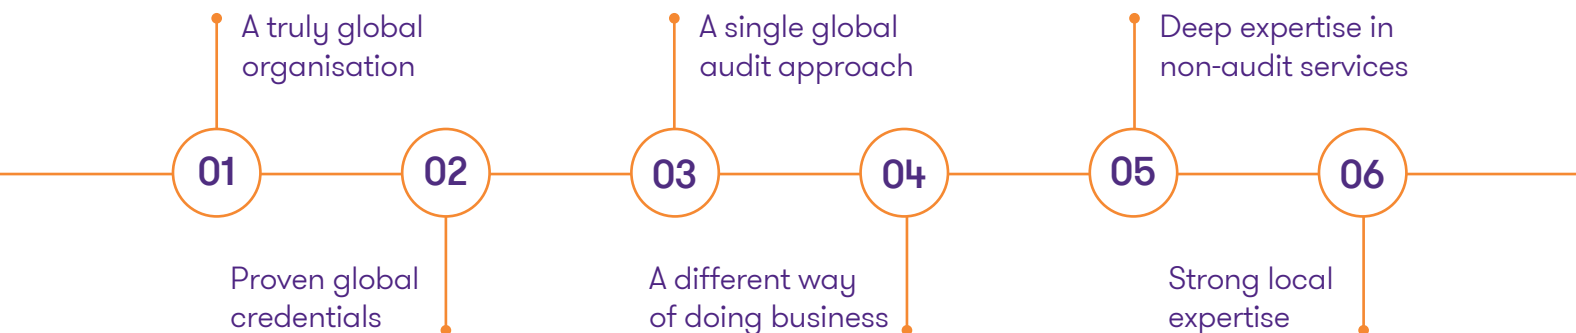 01
A truly global
organisation
02
Proven global
credentials
03
A single global
audit approach
04
A different way
of doing business
05
Deep expertise in
non-audit services
06
Strong local
expertise